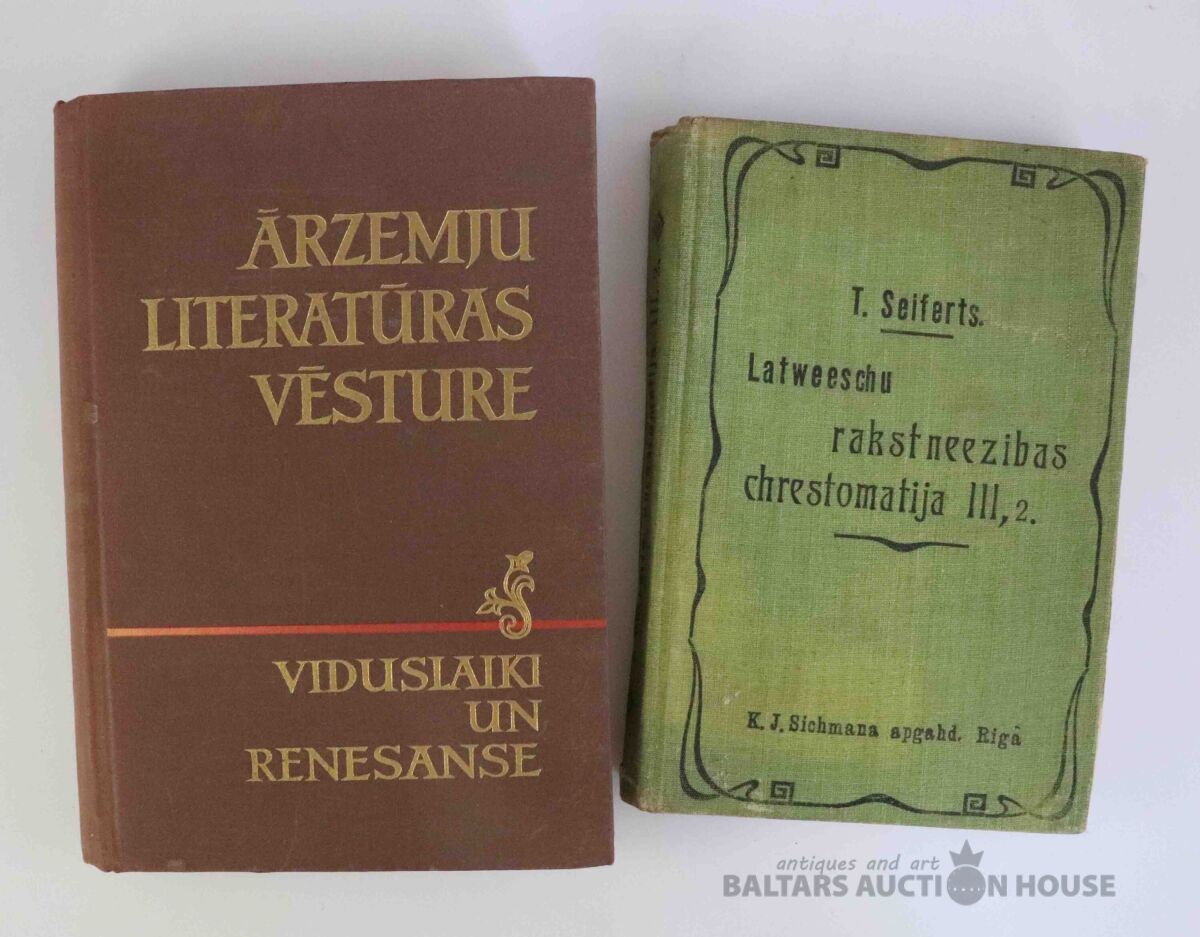 ĀRZEMJU
LITERATŪRAS
VĒSTURE
VIDUSLAIKI
UN
RENESANSE
T. Seiferts.
Latweeschu
rakstneezibas
chrestomatija III, 2.
K. J. Sichmana apgahd. Rigâ
antiques and art
BALTARS AUCTION HOUSE